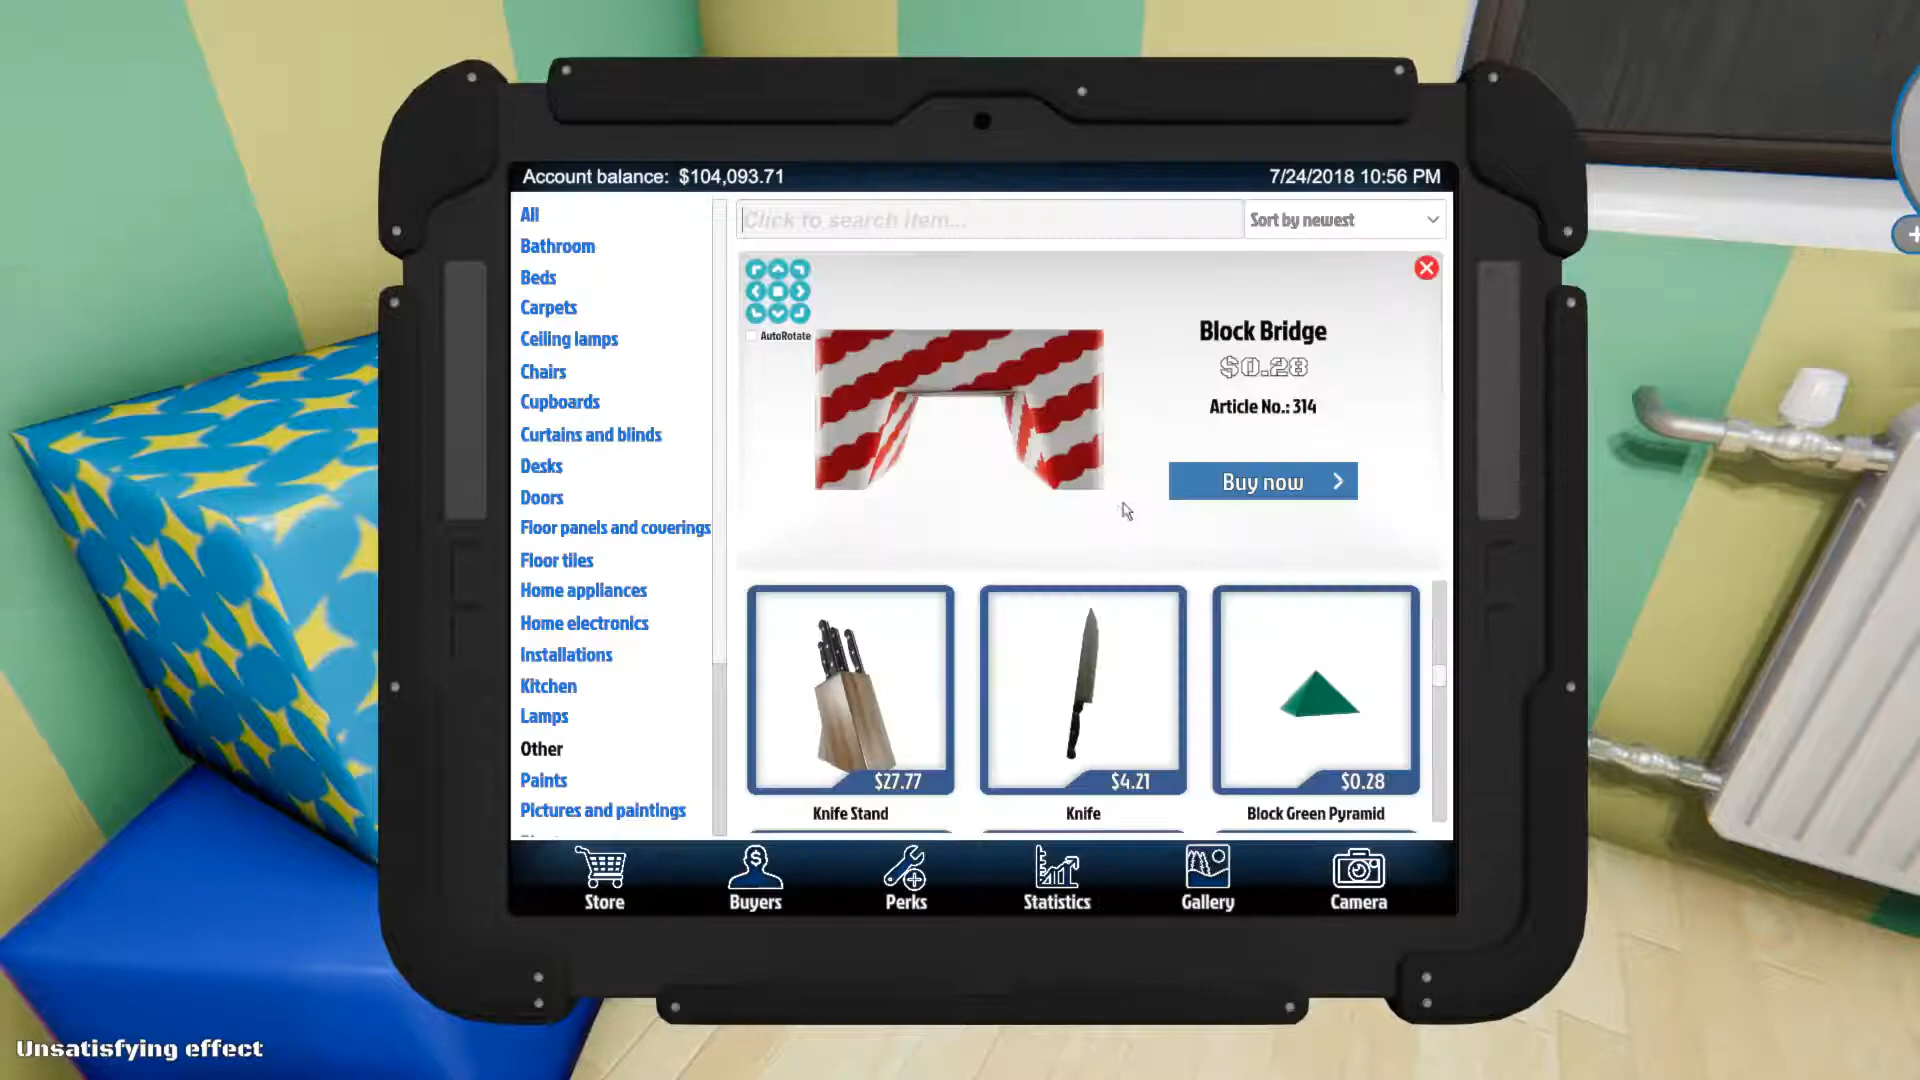 Account balance: $104,093.71
7/24/2018 10:56 PM
All
Bathroom
Beds
Carpets
Ceiling lamps
Chairs
Cupboards
Curtains and blinds
Desks
Doors
Floor panels and coverings
Floor tiles
Home appliances
Home electronics
Installations
Kitchen
Lamps
Other
Paints
Pictures and paintings
Click to search item...
Sort by newest
AutoRotate
Block Bridge
$0.28
Article No.: 314
Buy now
$27.77
Knife Stand
$4.21
Knife
$0.28
Block Green Pyramid
Store
Buyers
Perks
Statistics
Gallery
Camera
Unsatisfying effect